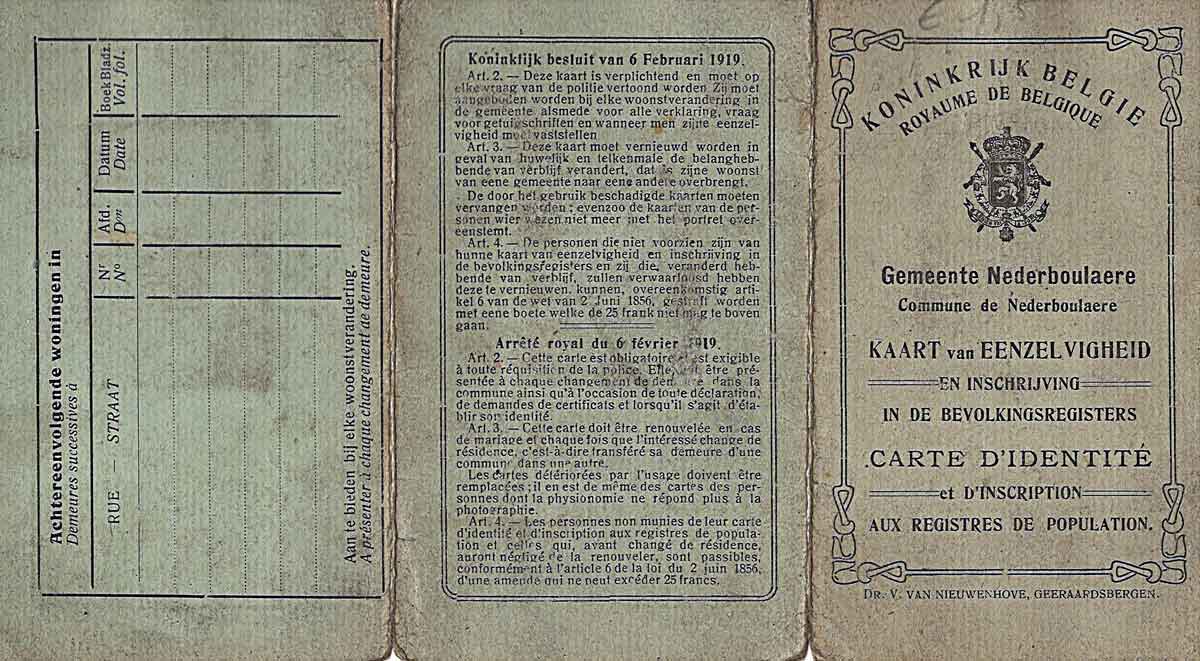 Achtereenvolgende woningen in
Demeures successives à
RUE — STRAAT
Nr
No
Afd.
Don
Datum
Date
Boek Bladz.
Vol. fol.
Aan te bieden bij elke woonstverandering.
A présenter à chaque changement de demeure.
Koninklijk besluit van 6 Februari 1919.
Art. 2. — Deze kaart is verplichtend en moet op
elke vraag van de politie vertoond worden Zij moet
aangeboden worden bij elke woonstverandering in
de gemeente alsmede voor alle verklaring, vraag
voor getuigschriften en wanneer men zijne eenzel-
vigheid moet vaststellen
Art. 3. — Deze kaart moet vernieuwd worden in
geval van huwelijk en telkenmale de belangheb-
bende van verblijf verandert, dat is zijne woonst
van eene gemeente naar eene andere overbrengt.
De door het gebruik beschadigde kaarten moeten
vervangen worden; evenzoo de kaarten van de per-
sonen wier wezen niet meer met het portret over-
eenstemt.
Art. 4. — De personen die niet voorzien zijn van
hunne kaart van eenzelvigheid en inschrijving in
de bevolkingsregisters en zij die, veranderd heb-
bende van verblijf, zullen verwaarloosd hebben
deze te vernieuwen, kunnen, overeenkomstig arti-
kel 6 van de wet van 2 Juni 1856, gestraft worden
met eene boete welke de 25 frank niet mag te boven
gaan.
Arrêté royal du 6 février 1919.
Art. 2. — Cette carte est obligatoire et est exigible
à toute réquisition de la police. Elle doit être pré-
sentée à chaque changement de demeure dans la
commune ainsi qu'à l'occasion de toute déclaration,
de demandes de certificats et lorsqu'il s'agit d'éta-
blir son identité.
Art. 3. — Cette carte doit être renouvelée en cas
de mariage et chaque fois que l'intéressé change de
résidence, c'est-à-dire transféré sa demeure d'une
commune dans une autre.
Les cartes détériorées par l'usage doivent être
remplacées; il en est de même des cartes des per-
sonnes dont la physionomie ne répond plus à la
photographie.
Art. 4. — Les personnes non munies de leur carte
d'identité et d'inscription aux registres de popula-
tion et celles qui, ayant changé de résidence,
auront négligé de la renouveler, sont passibles,
conformément à l'article 6 de la loi du 2 juin 1856,
d'une amende qui ne peut excéder 25 francs.
KONINKRIJK BELGIE
ROYAUME DE BELGIQUE
Gemeente Nederboulaere
Commune de Nederboulaere
KAART van EENZELVIGHEID
EN INSCHRIJVING
IN DE BEVOLKINGSREGISTERS
CARTE D'IDENTITÉ
et D'INSCRIPTION
AUX REGISTRES DE POPULATION.
DR. V. VAN NIEUWENHOVE, GEERAARDSBERGEN.